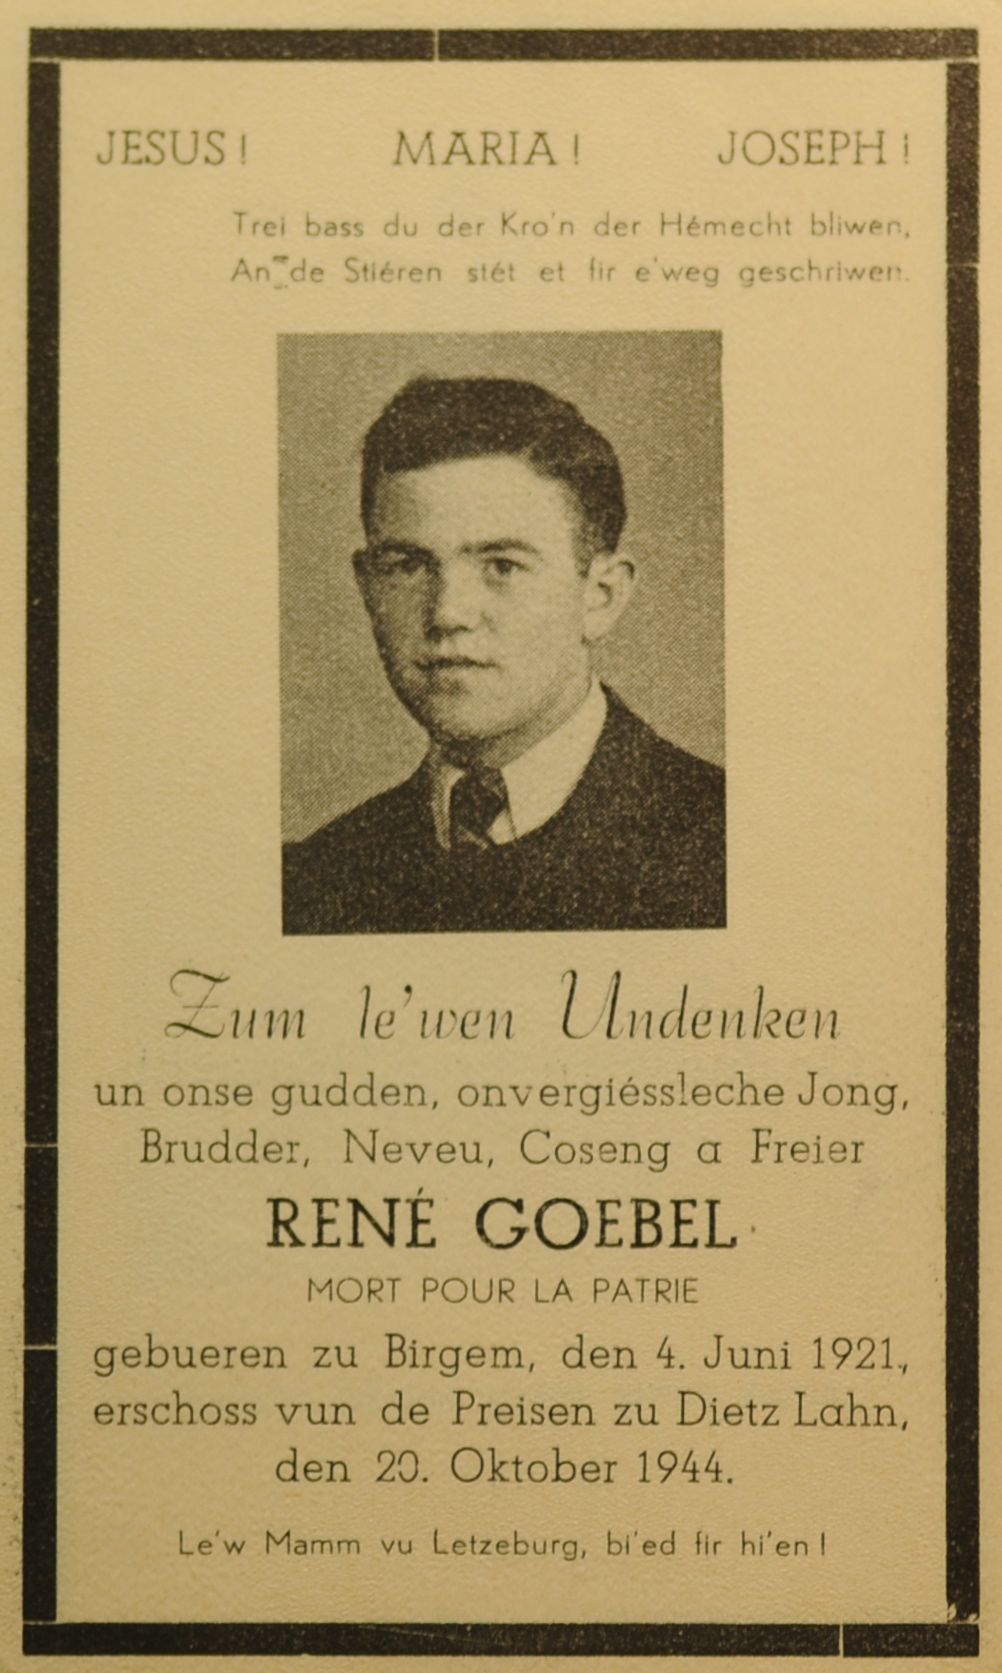 JESUS! MARIA! JOSEPH!
Trei bass du der Kro'n der Hémecht bliwen,
An de Stiéren stét et fir e'weg geschriwen.
Zum le'wen Undenken
un onse gudden, onvergiéssleche Jong,
Brudder, Neveu, Coseng a Freier
RENÉ GOEBEL
MORT POUR LA PATRIE
gebueren zu Birgem, den 4. Juni 1921,
erschoss vun de Preisen zu Dietz Lahn,
den 20. Oktober 1944.
Le'w Mamm vu Letzeburg, bi'ed fir hi'en!